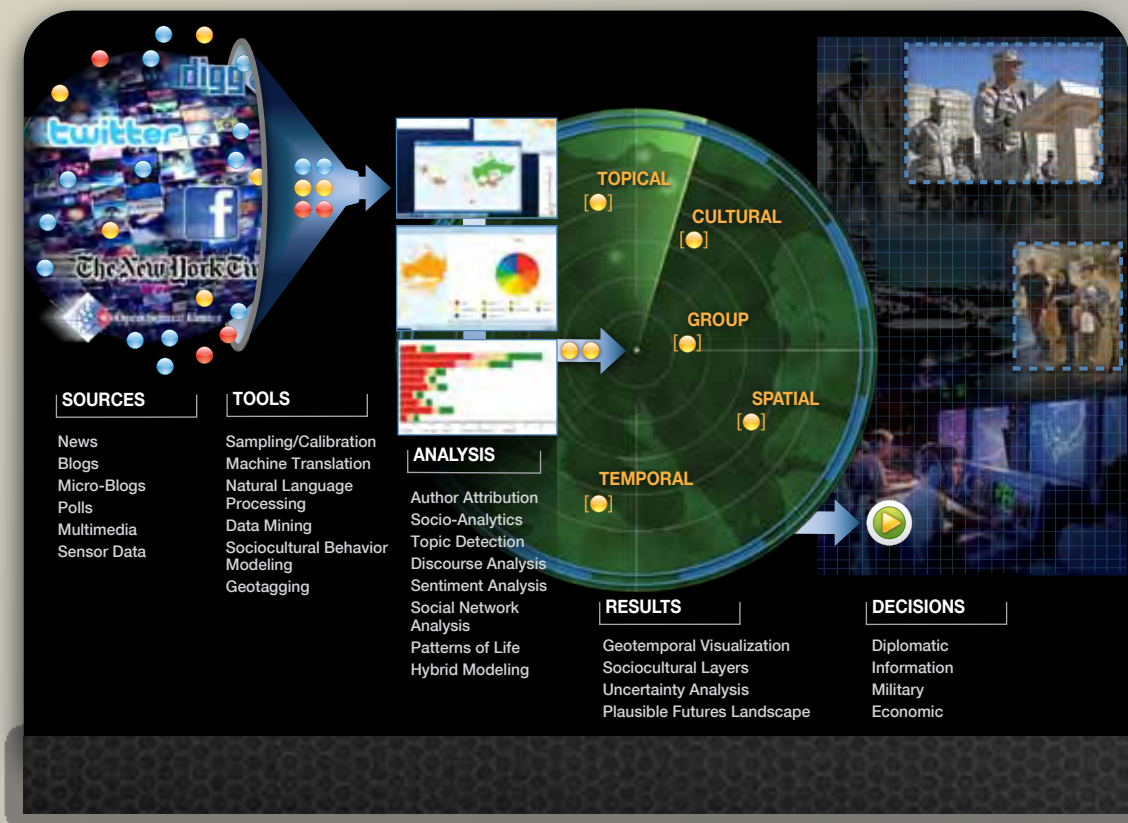 digg
twitter
f
The New York Tim
Open Source Center
TOPICAL
CULTURAL
GROUP
SPATIAL
TEMPORAL
SOURCES
News
Blogs
Micro-Blogs
Polls
Multimedia
Sensor Data
TOOLS
Sampling/Calibration
Machine Translation
Natural Language
Processing
Data Mining
Sociocultural Behavior
Modeling
Geotagging
ANALYSIS
Author Attribution
Socio-Analytics
Topic Detection
Discourse Analysis
Sentiment Analysis
Social Network
Analysis
Patterns of Life
Hybrid Modeling
RESULTS
Geotemporal Visualization
Sociocultural Layers
Uncertainty Analysis
Plausible Futures Landscape
DECISIONS
Diplomatic
Information
Military
Economic